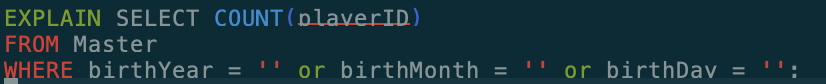 EXPLAIN SELECT COUNT(playerID)
FROM Master
WHERE birthYear = '' or birthMonth = '' or birthDay = '';